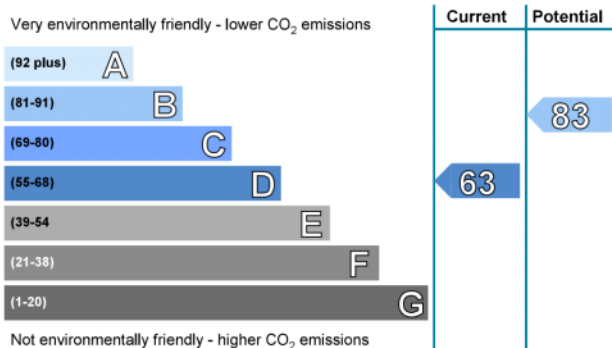 Very environmentally friendly - lower CO₂ emissions
Current
Potential
(92 plus) A
(81-91) B
83
(69-80) C
(55-68) D
63
(39-54 E
(21-38) F
(1-20) G
Not environmentally friendly - higher CO₂ emissions